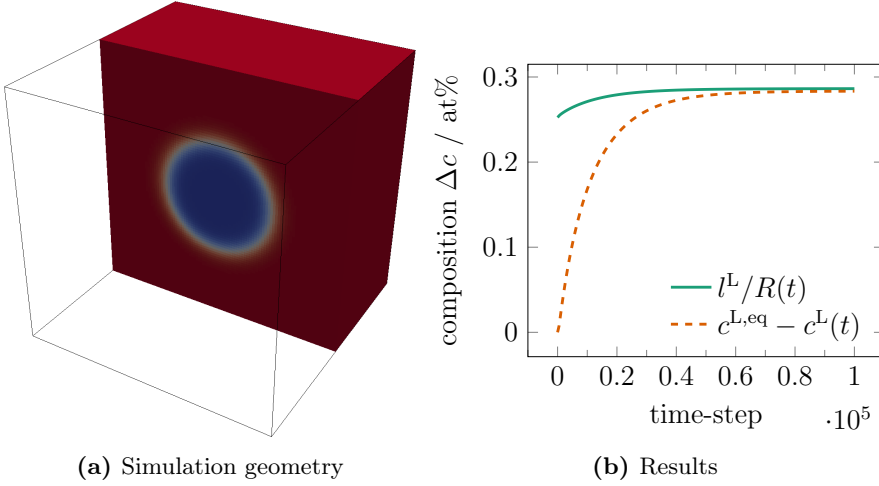 composition Δc / at%
0.3
0.2
0.1
0
l^L/R(t)
c^{L,eq} − c^L(t)
0 0.2 0.4 0.6 0.8 1
time-step ·10^5
(a) Simulation geometry
(b) Results